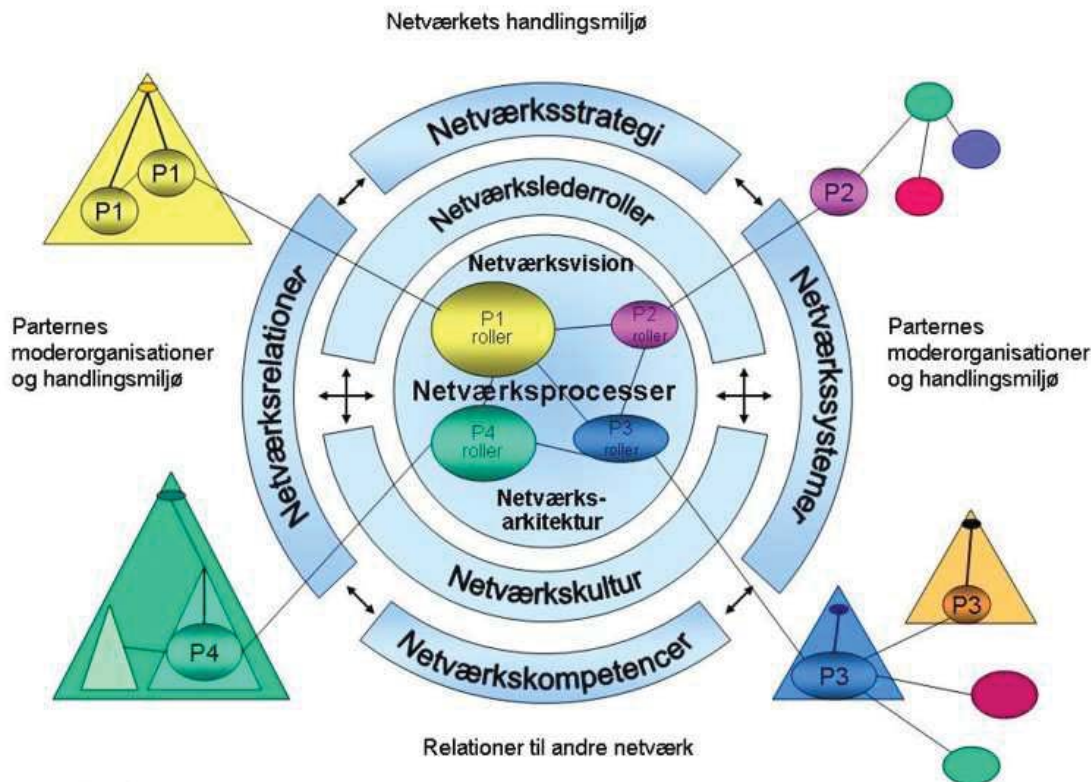 Netværkets handlingsmiljø
Netværksstrategi
Netværkslederroller
P1
P1
P2
Netværksvision
P1
roller
P2
roller
Netværksrelationer
Netværkssystemer
Parternes
moderorganisationer
og handlingsmiljø
Parternes
moderorganisationer
og handlingsmiljø
Netværksprocesser
P4
roller
P3
roller
Netværks-
arkitektur
Netværkskultur
Netværkskompetencer
P4
P3
P3
Relationer til andre netværk